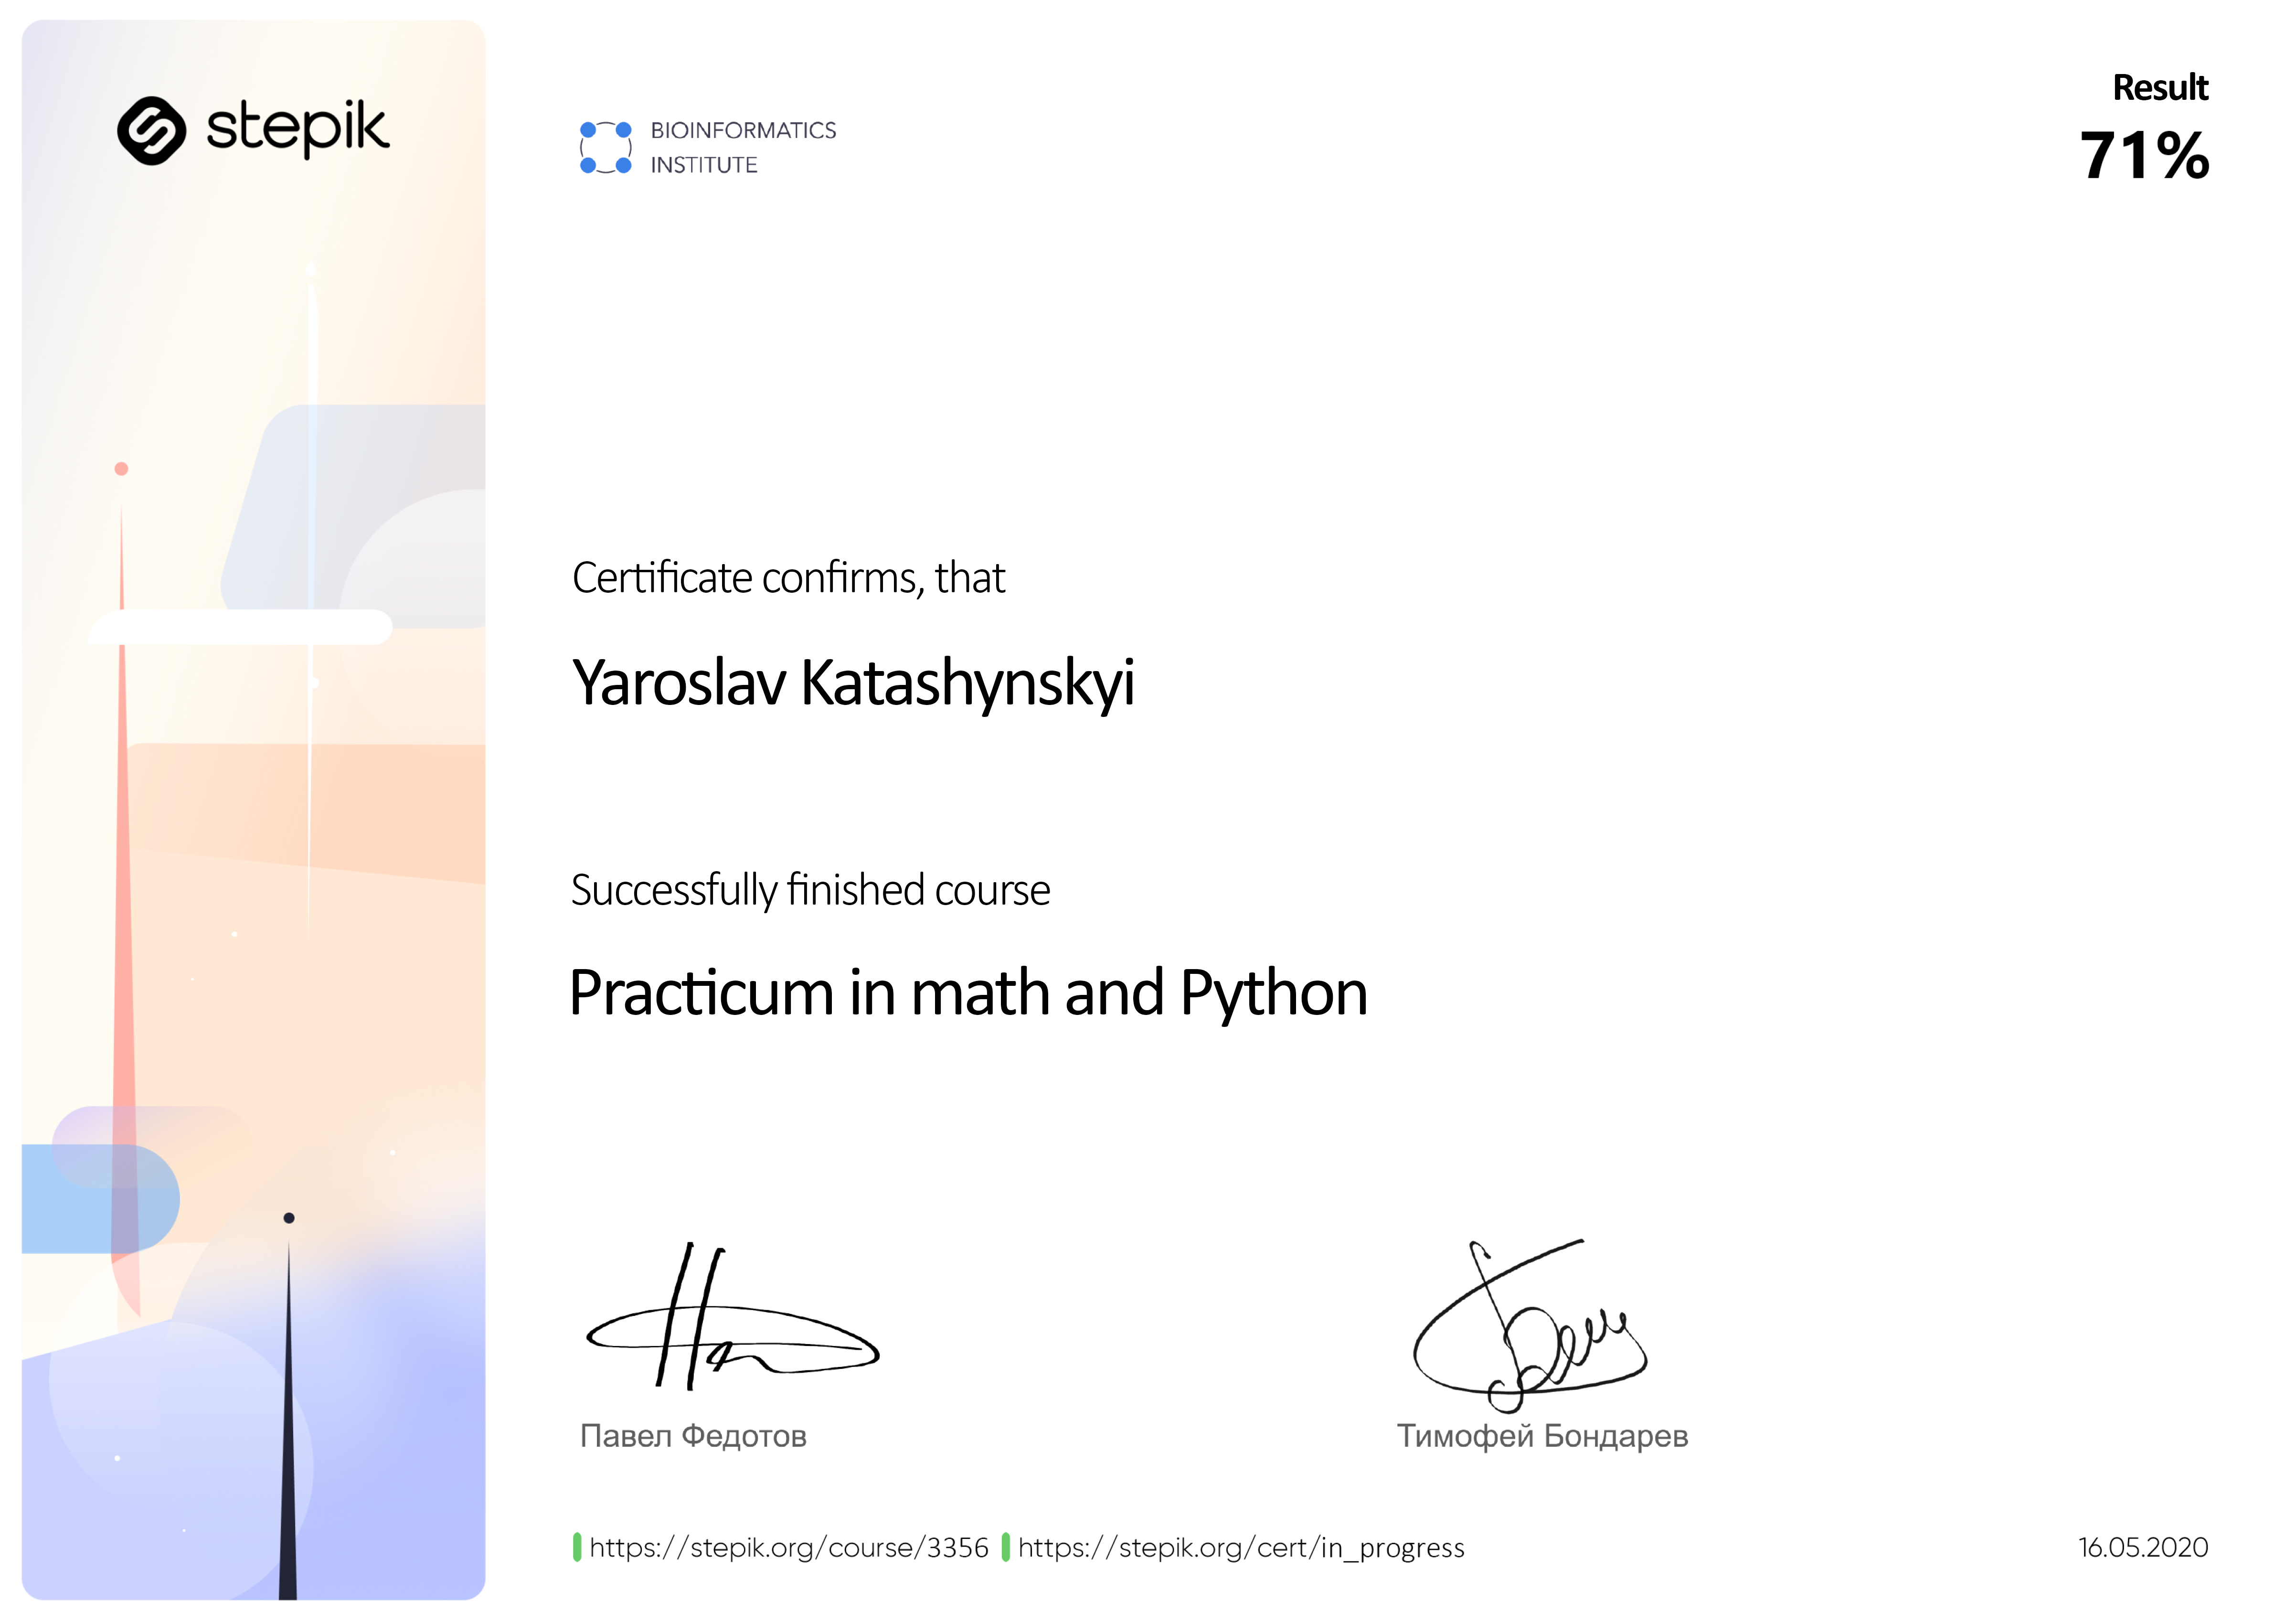 stepik
BIOINFORMATICS
INSTITUTE
Result
71%
Certificate confirms, that
Yaroslav Katashynskyi
Successfully finished course
Practicum in math and Python
Павел Федотов
Тимофей Бондарев
https://stepik.org/course/3356 https://stepik.org/cert/in_progress
16.05.2020